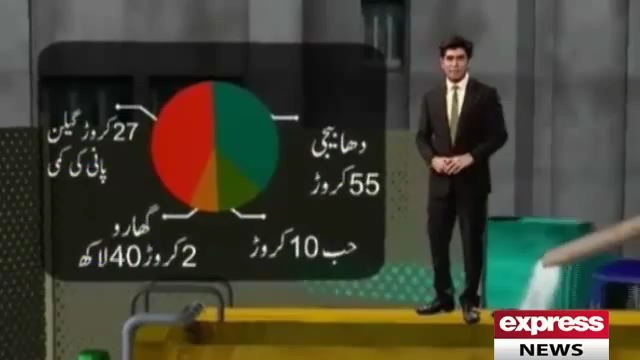 27 کروڑ گیلن
پانی کی کمی
دھابیجی
55 کروڑ
گھارو
2 کروڑ 40 لاکھ
حب 10 کروڑ
express
NEWS